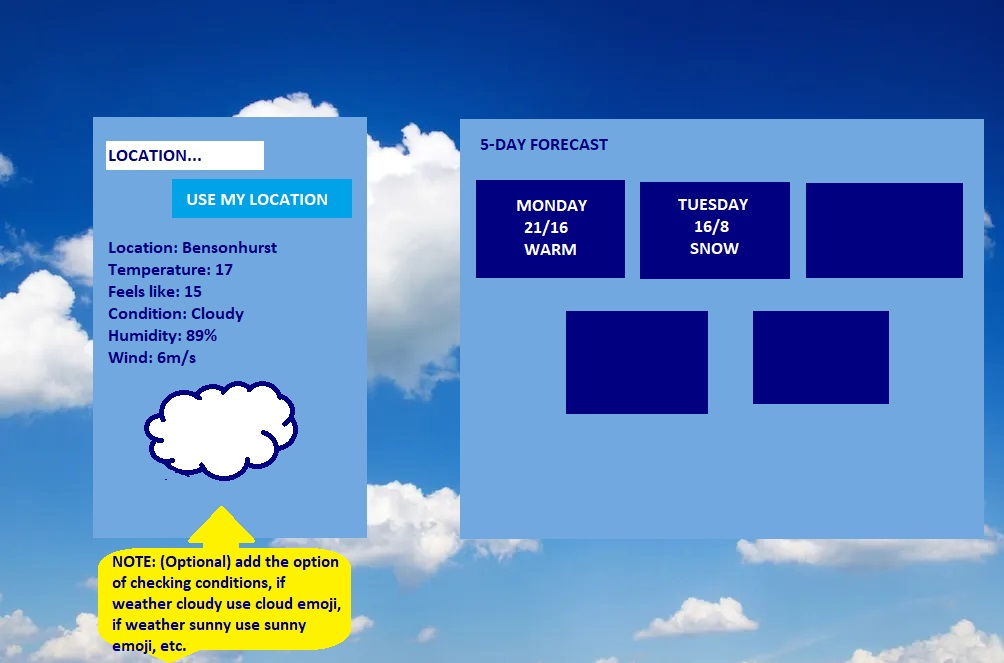 LOCATION...
USE MY LOCATION
Location: Bensonhurst
Temperature: 17
Feels like: 15
Condition: Cloudy
Humidity: 89%
Wind: 6m/s
NOTE: (Optional) add the option
of checking conditions, if
weather cloudy use cloud emoji,
if weather sunny use sunny
emoji, etc.
5-DAY FORECAST
MONDAY
21/16
WARM
TUESDAY
16/8
SNOW